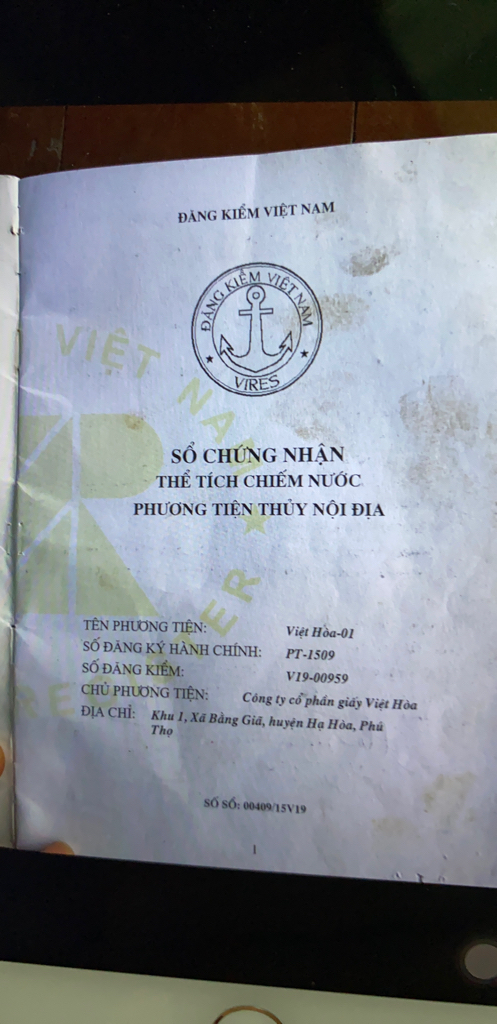 ĐĂNG KIỂM VIỆT NAM
ĐĂNG KIỂM VIỆT NAM
VIRES
VIỆT NAM
REGISTER
SỔ CHỨNG NHẬN
THỂ TÍCH CHIẾM NƯỚC
PHƯƠNG TIỆN THỦY NỘI ĐỊA
TÊN PHƯƠNG TIỆN: Việt Hòa-01
SỐ ĐĂNG KÝ HÀNH CHÍNH: PT-1509
SỐ ĐĂNG KIỂM: V19-00959
CHỦ PHƯƠNG TIỆN: Công ty cổ phần giấy Việt Hòa
ĐỊA CHỈ: Khu 1, Xã Bằng Giã, huyện Hạ Hòa, Phú
Thọ
SỐ SỔ: 00409/15V19
1